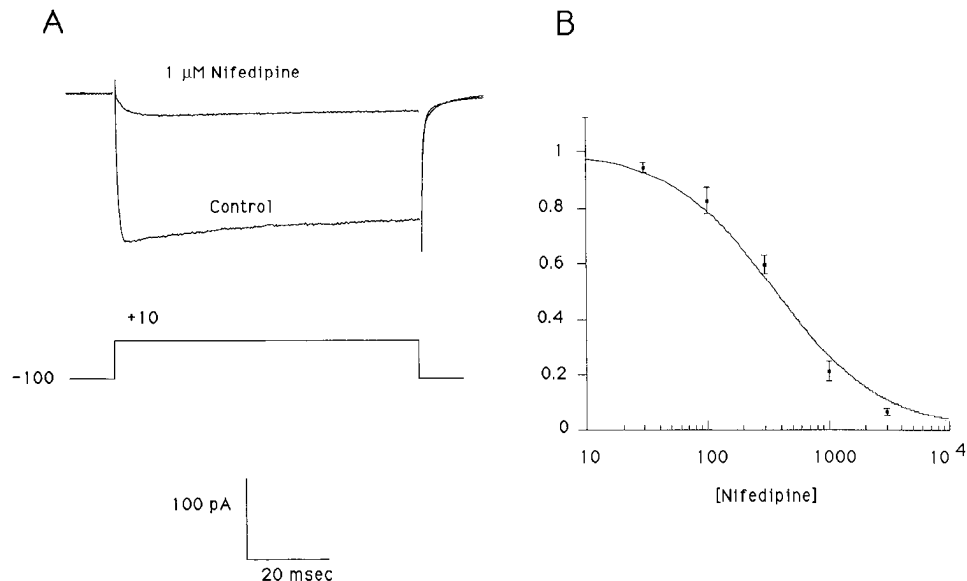 A
1 μM Nifedipine
Control
+10
-100
100 pA
20 msec
B
1
0.8
0.6
0.4
0.2
0
10 100 1000 10^4
[Nifedipine]